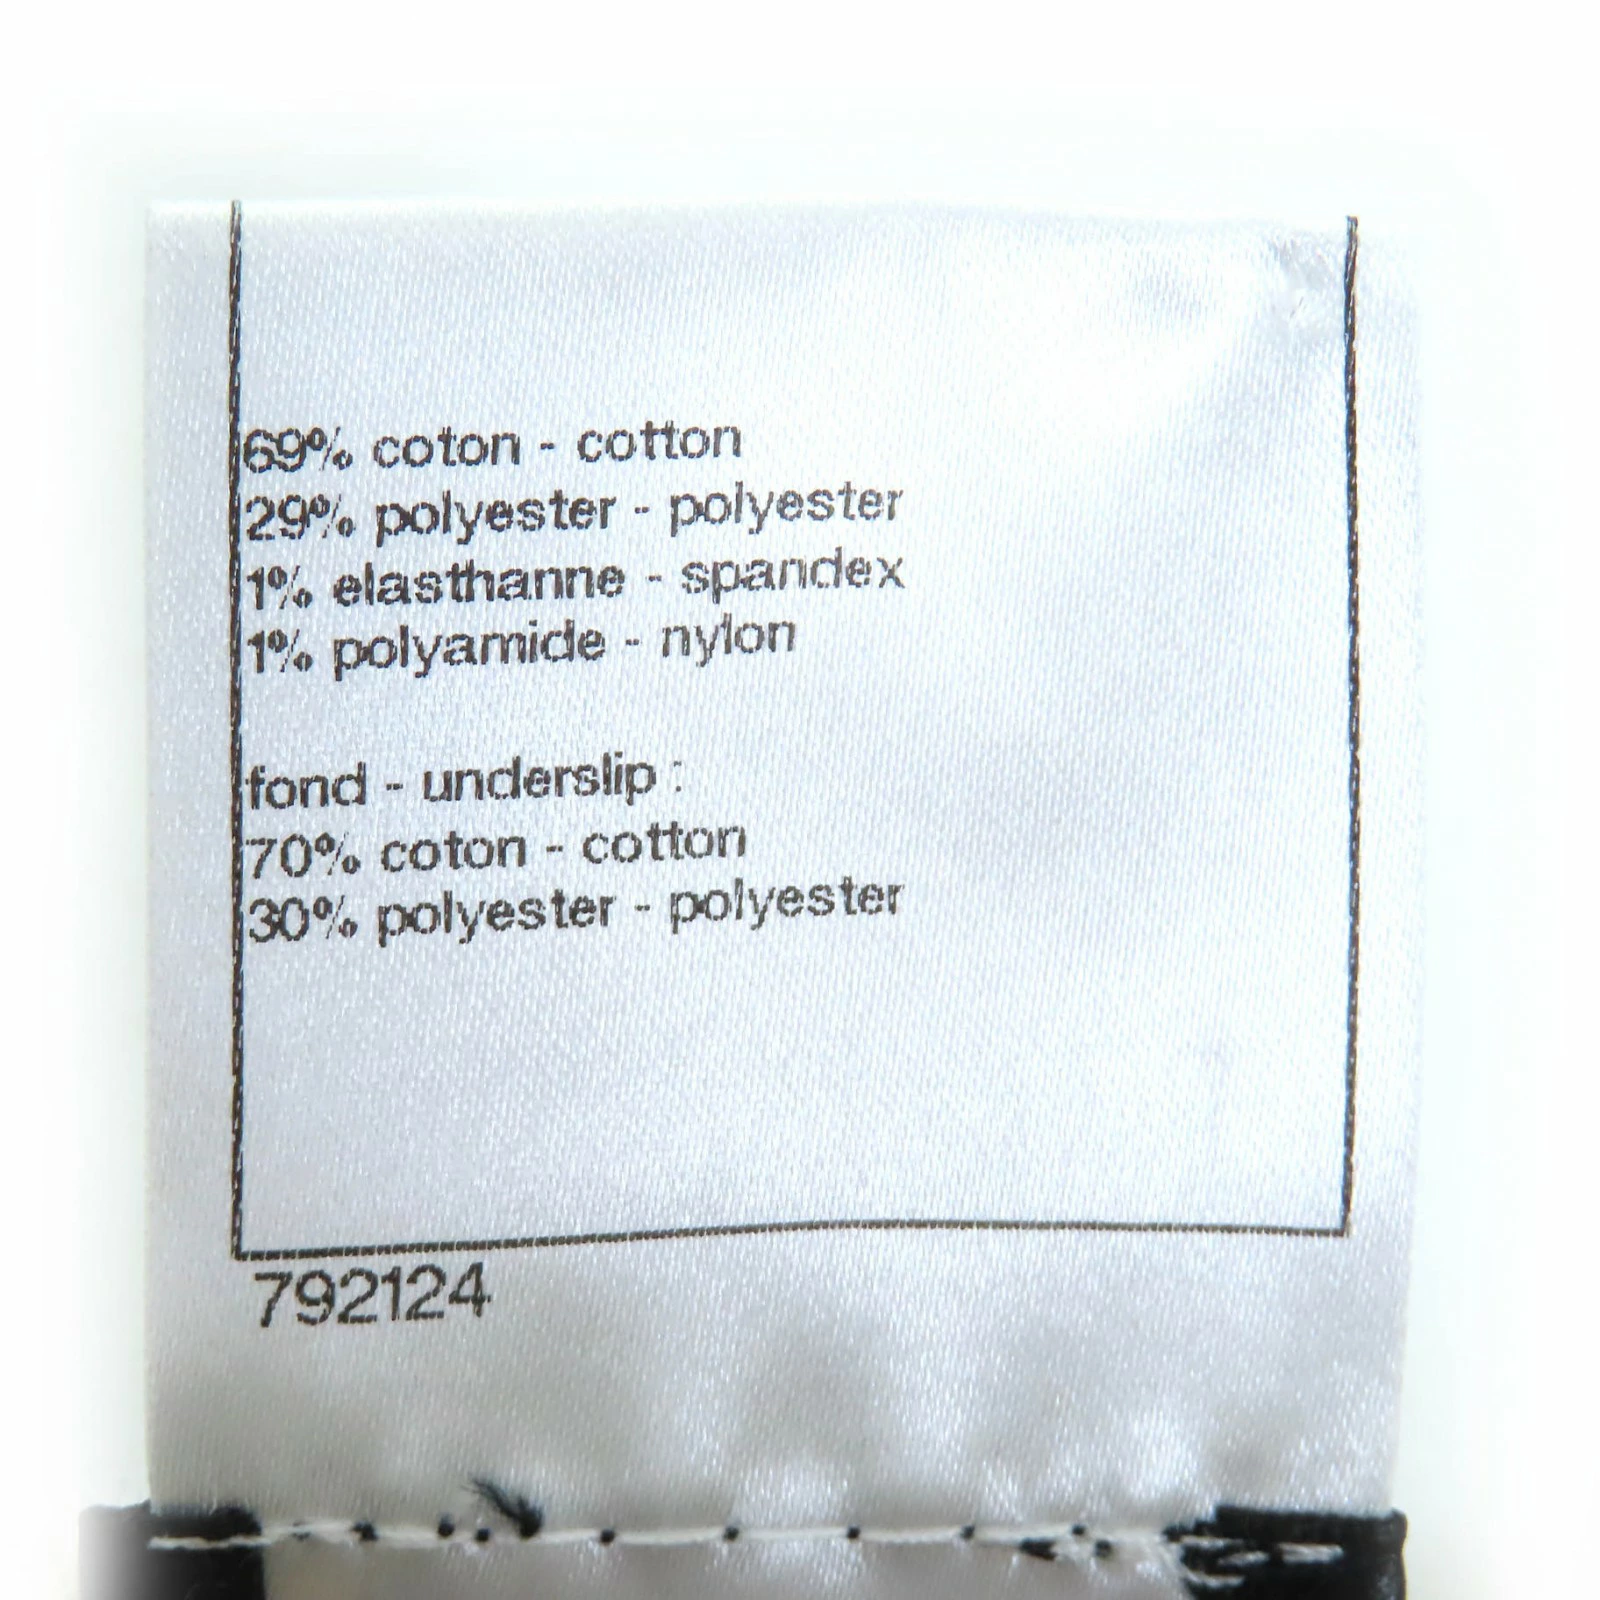 69% coton - cotton
29% polyester - polyester
1% elasthanne - spandex
1% polyamide - nylon
fond - underslip :
70% coton - cotton
30% polyester - polyester
792124